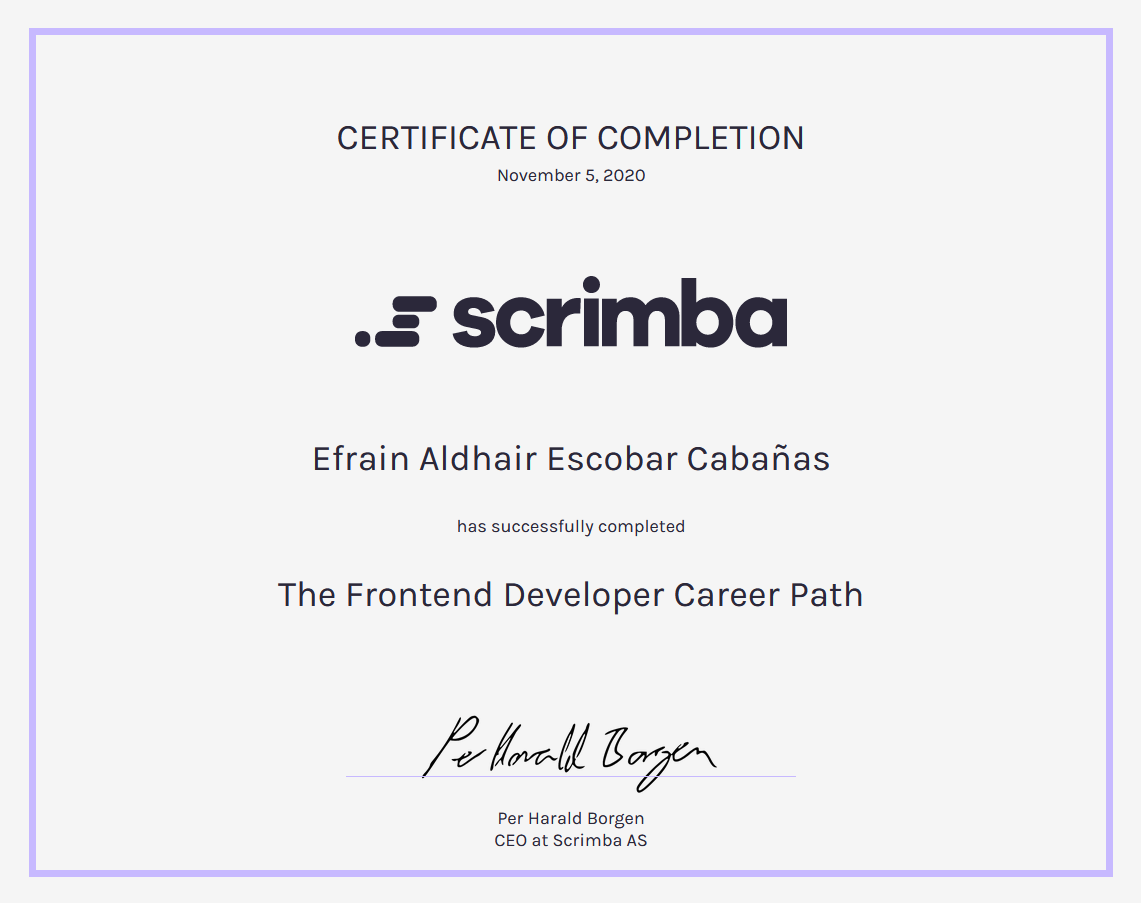 CERTIFICATE OF COMPLETION
November 5, 2020
scrimba
Efrain Aldhair Escobar Cabañas
has successfully completed
The Frontend Developer Career Path
Per Harald Borgen
Per Harald Borgen
CEO at Scrimba AS